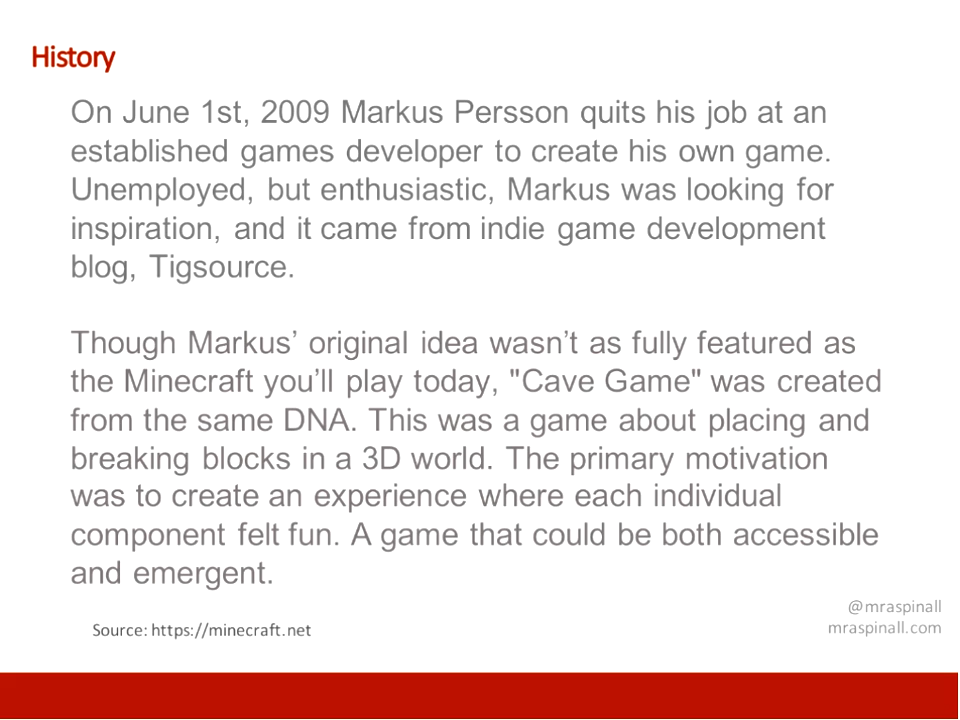 History
On June 1st, 2009 Markus Persson quits his job at an
established games developer to create his own game.
Unemployed, but enthusiastic, Markus was looking for
inspiration, and it came from indie game development
blog, Tigsource.
Though Markus’ original idea wasn’t as fully featured as
the Minecraft you’ll play today, "Cave Game" was created
from the same DNA. This was a game about placing and
breaking blocks in a 3D world. The primary motivation
was to create an experience where each individual
component felt fun. A game that could be both accessible
and emergent.
@mraspinall
Source: https://minecraft.net
mraspinall.com